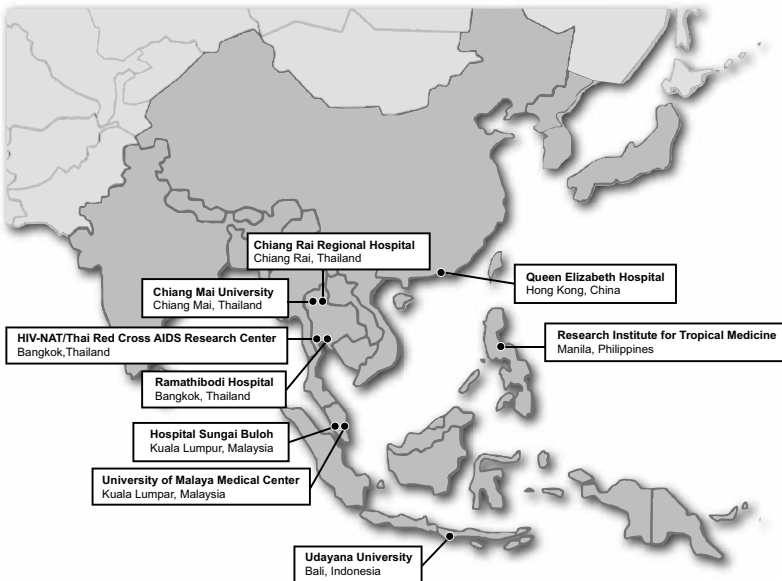 Chiang Rai Regional Hospital
Chiang Rai, Thailand
Chiang Mai University
Chiang Mai, Thailand
Queen Elizabeth Hospital
Hong Kong, China
HIV-NAT/Thai Red Cross AIDS Research Center
Bangkok,Thailand
Research Institute for Tropical Medicine
Manila, Philippines
Ramathibodi Hospital
Bangkok, Thailand
Hospital Sungai Buloh
Kuala Lumpur, Malaysia
University of Malaya Medical Center
Kuala Lumpar, Malaysia
Udayana University
Bali, Indonesia